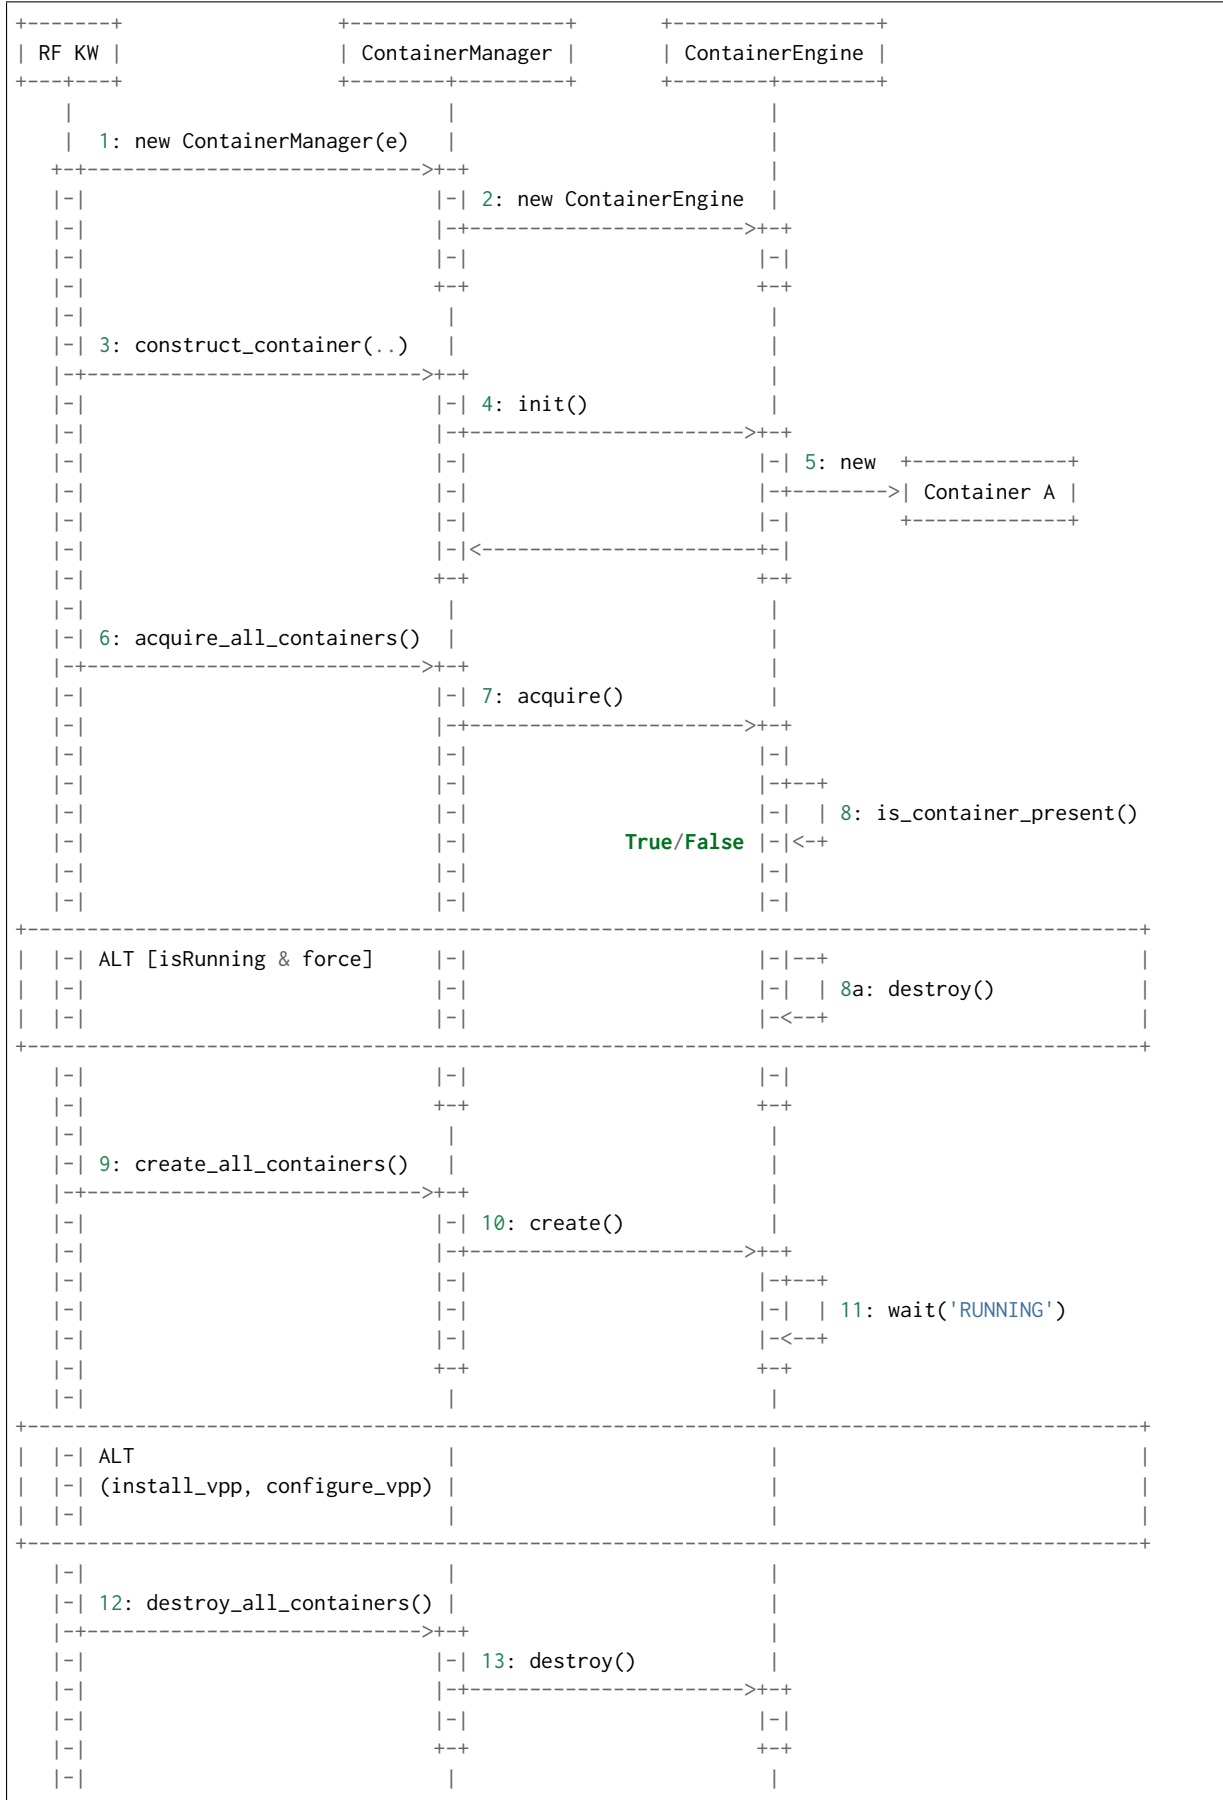 RF KW ContainerManager ContainerEngine
1: new ContainerManager(e)
2: new ContainerEngine
3: construct_container(..)
4: init()
5: new
Container A
6: acquire_all_containers()
7: acquire()
8: is_container_present()
True/False
ALT [isRunning & force]
8a: destroy()
9: create_all_containers()
10: create()
11: wait('RUNNING')
ALT
(install_vpp, configure_vpp)
12: destroy_all_containers()
13: destroy()